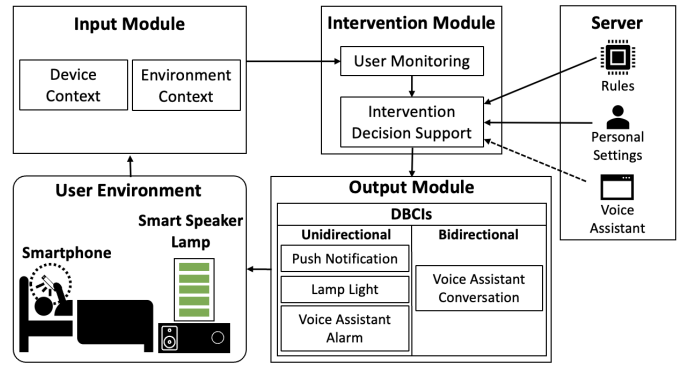 Input Module
Device
Context
Environment
Context
Intervention Module
User Monitoring
Intervention
Decision Support
Server
Rules
Personal
Settings
Voice
Assistant
User Environment
Smart Speaker
Lamp
Smartphone
Output Module
DBCIs
Unidirectional
Push Notification
Lamp Light
Voice Assistant
Alarm
Bidirectional
Voice Assistant
Conversation